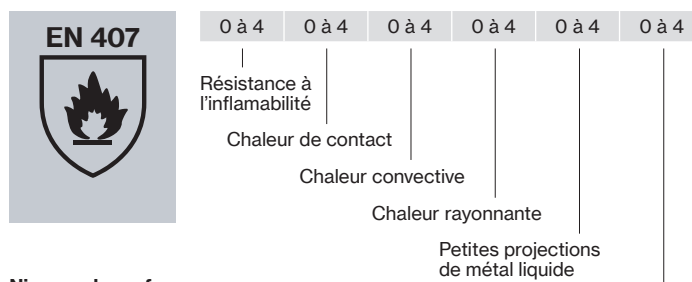 EN 407
0 à 4 0 à 4 0 à 4 0 à 4 0 à 4 0 à 4
Résistance à
l'inflamabilité
Chaleur de contact
Chaleur convective
Chaleur rayonnante
Petites projections
de métal liquide